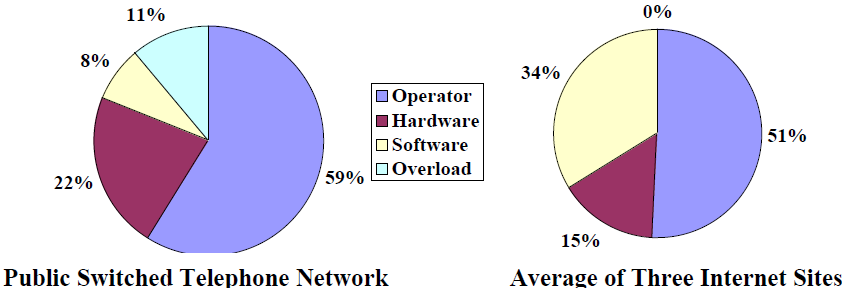 11%
8%
22%
59%
Public Switched Telephone Network
Operator
Hardware
Software
Overload
0%
34%
51%
15%
Average of Three Internet Sites